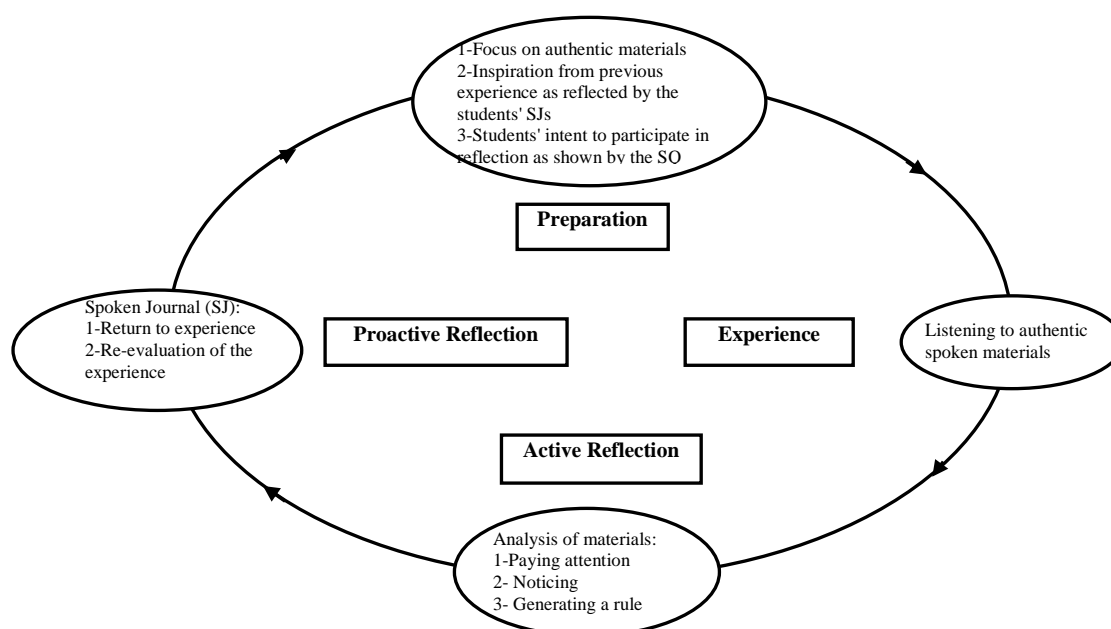 1-Focus on authentic materials
2-Inspiration from previous
experience as reflected by the
students' SJs
3-Students' intent to participate in
reflection as shown by the SQ
Preparation
Spoken Journal (SJ):
1-Return to experience
2-Re-evaluation of the
experience
Proactive Reflection
Experience
Listening to authentic
spoken materials
Active Reflection
Analysis of materials:
1-Paying attention
2- Noticing
3- Generating a rule